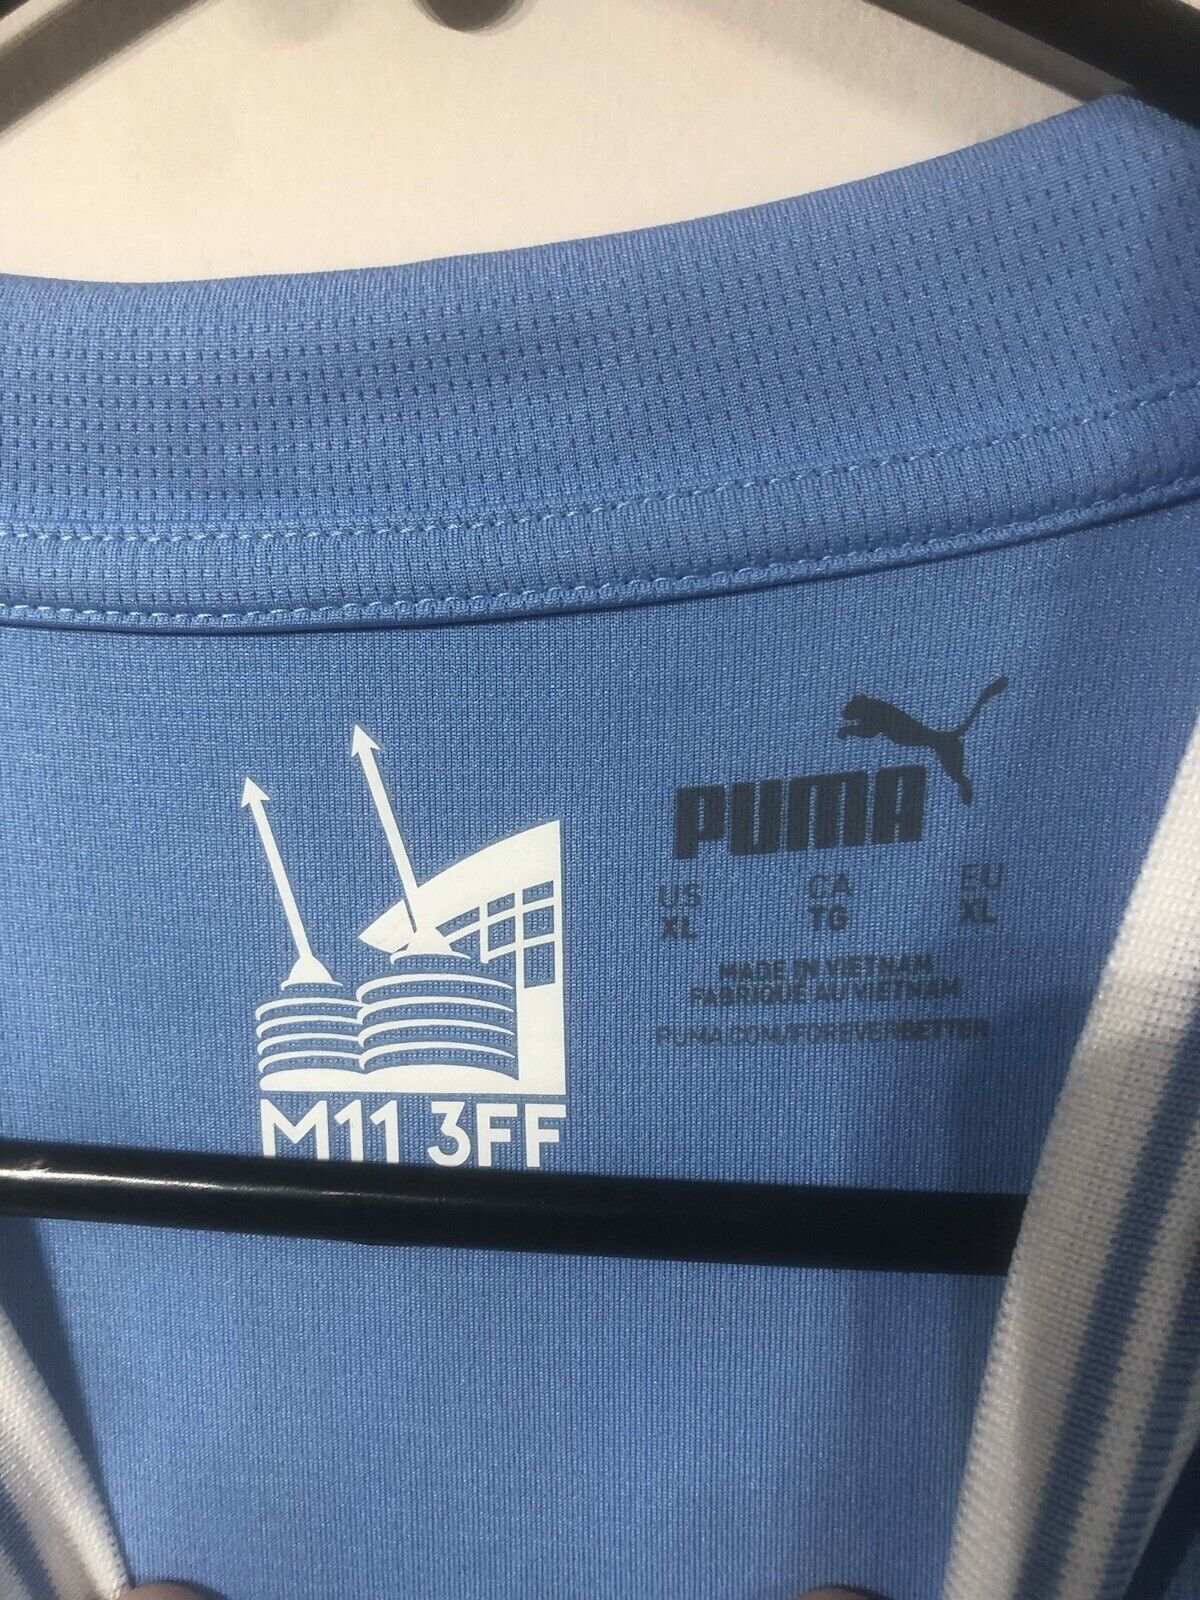 PUMA
US CA EU
XL TG XL
MADE IN VIETNAM
FABRIQUE AU VIETNAM
PUMA.COM/FOREVERBETTER
M11 3FF